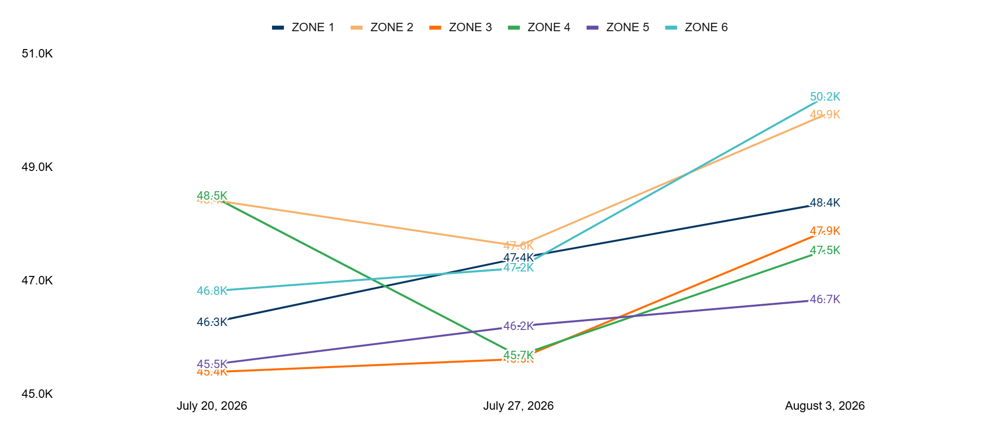 ZONE 1 ZONE 2 ZONE 3 ZONE 4 ZONE 5 ZONE 6
51.0K
50.2K
49.9K
49.0K
48.5K
48.4K
47.9K
47.6K
47.5K
47.4K
47.2K
47.0K
46.8K
46.7K
46.3K
46.2K
45.7K
45.5K
45.4K
45.0K
July 20, 2026 July 27, 2026 August 3, 2026